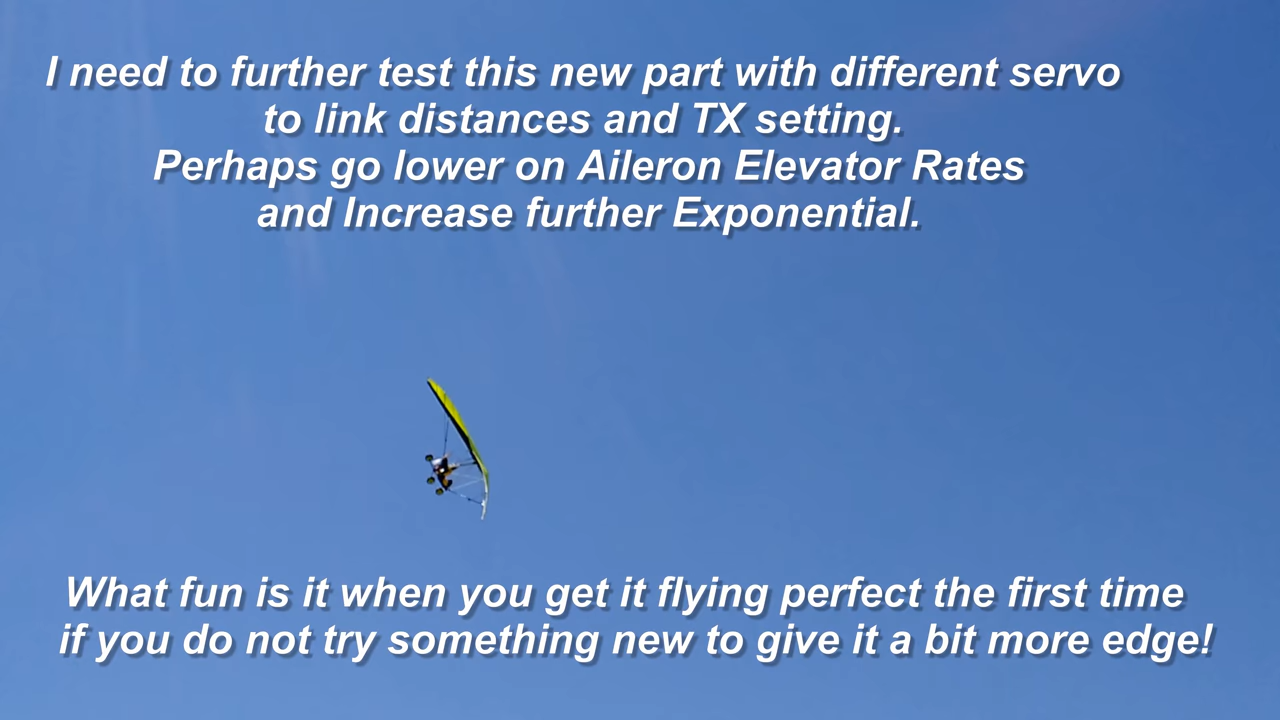 I need to further test this new part with different servo
to link distances and TX setting.
Perhaps go lower on Aileron Elevator Rates
and Increase further Exponential.
What fun is it when you get it flying perfect the first time
if you do not try something new to give it a bit more edge!